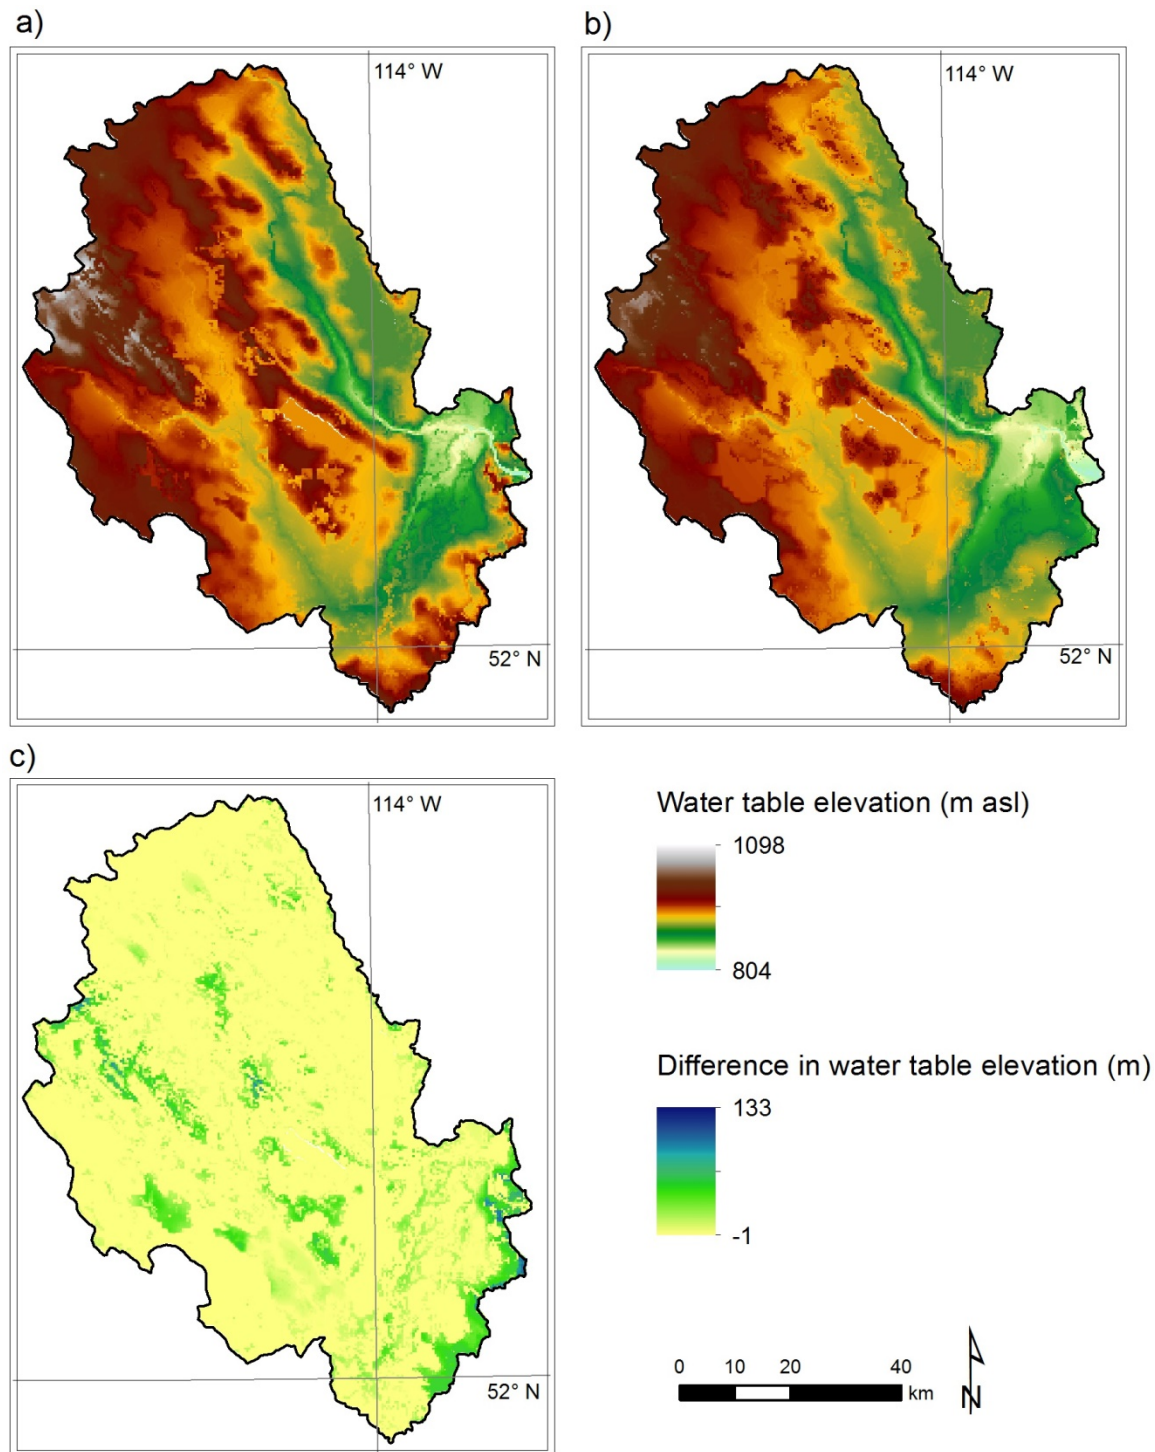 a)
b)
114° W
114° W
52° N
52° N
c)
114° W
52° N
Water table elevation (m asl)
1098
804
Difference in water table elevation (m)
133
-1
0 10 20 40
km
N